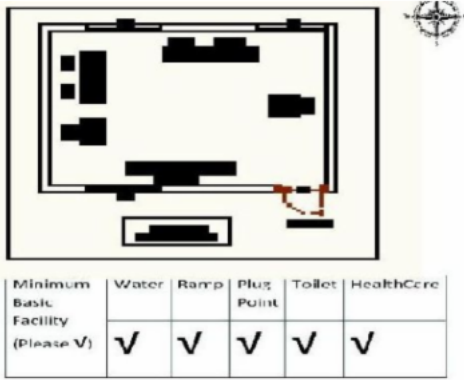 Minimum Basic Facility (Please √) Water Ramp Plug Point Toilet HealthCare
√ √ √ √ √